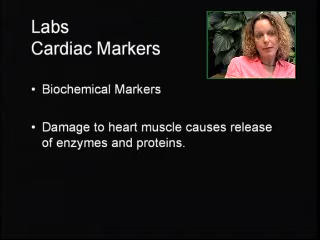 Labs
Cardiac Markers
• Biochemical Markers
• Damage to heart muscle causes release
of enzymes and proteins.